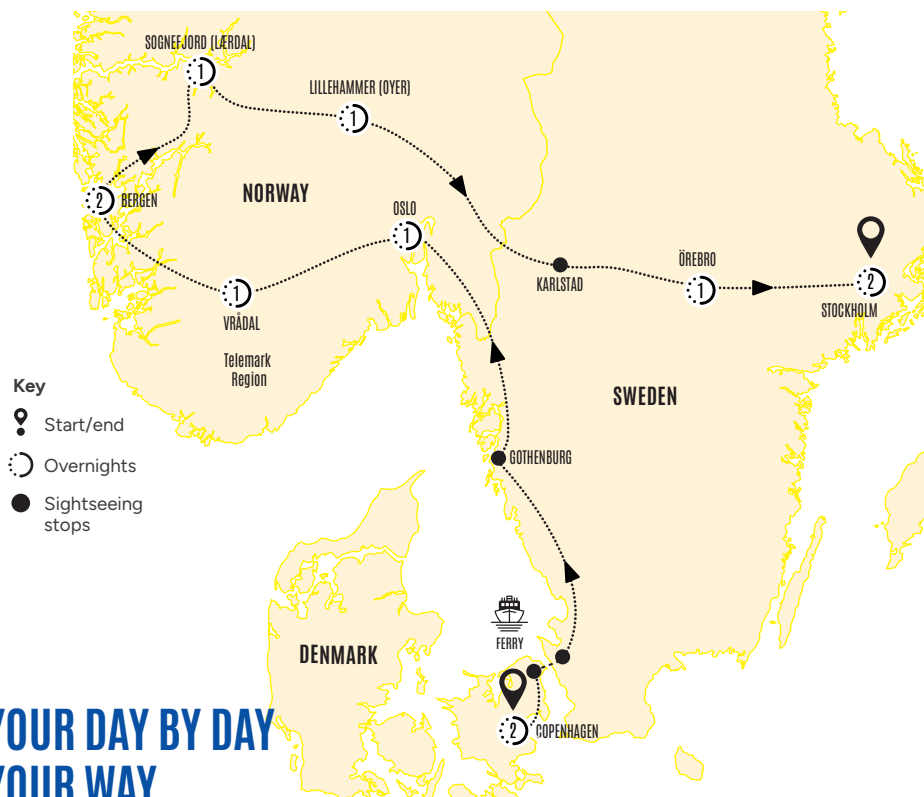 SOGNEFJORD (LÆRDAL)
1
LILLEHAMMER (OYER)
1
NORWAY
2
BERGEN
OSLO
1
KARLSTAD
ÖREBRO
1
2
STOCKHOLM
1
VRÅDAL
Telemark
Region
SWEDEN
Key
Start/end
Overnights
Sightseeing
stops
GOTHENBURG
FERRY
DENMARK
2
COPENHAGEN
YOUR DAY BY DAY
YOUR WAY